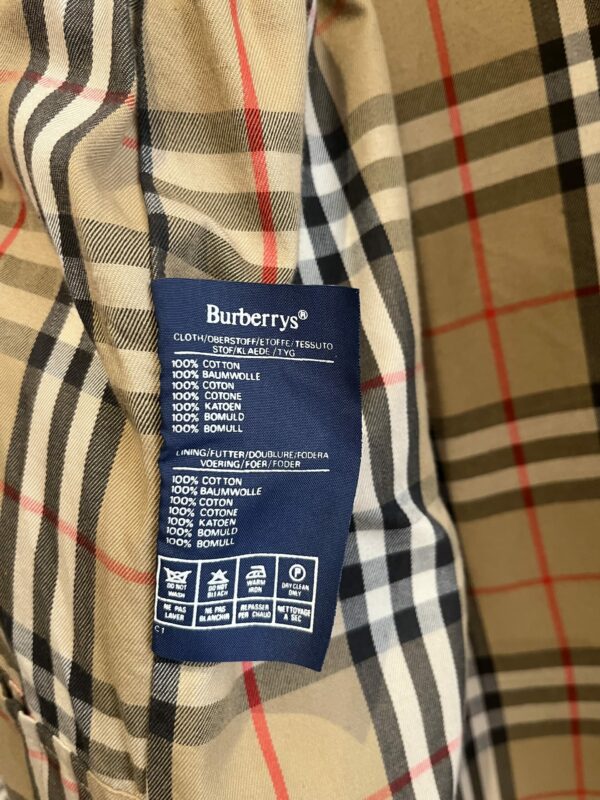 Burberrys®
CLOTH/OBERSTOFF/ETOFFE/TESSUTO
STOF/KLAEDE/TYG
100% COTTON
100% BAUMWOLLE
100% COTON
100% COTONE
100% KATOEN
100% BOMULD
100% BOMULL
LINING/FUTTER/DOUBLURE/FODERA
VOERING/FOER/FODER
100% COTTON
100% BAUMWOLLE
100% COTON
100% COTONE
100% KATOEN
100% BOMULD
100% BOMULL
P
DO NOT WASH
DO NOT BLEACH
WARM IRON
DRY CLEAN ONLY
NE PAS LAVER
NE PAS BLANCHIR
REPASSER PER CHAUD
NETTOYAGE A SEC
C1